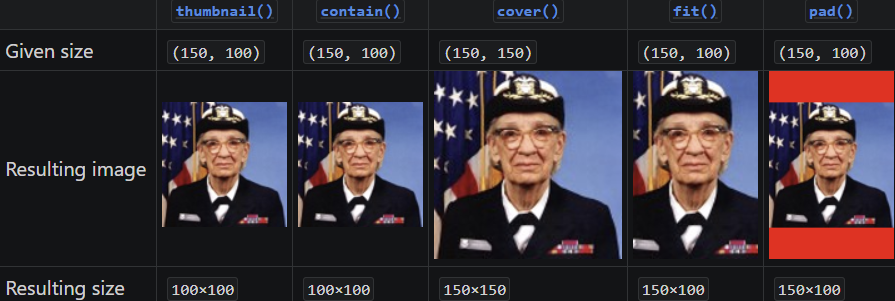 thumbnail() contain() cover() fit() pad()
Given size (150, 100) (150, 100) (150, 150) (150, 100) (150, 100)
Resulting image
Resulting size 100×100 100×100 150×150 150×100 150×100